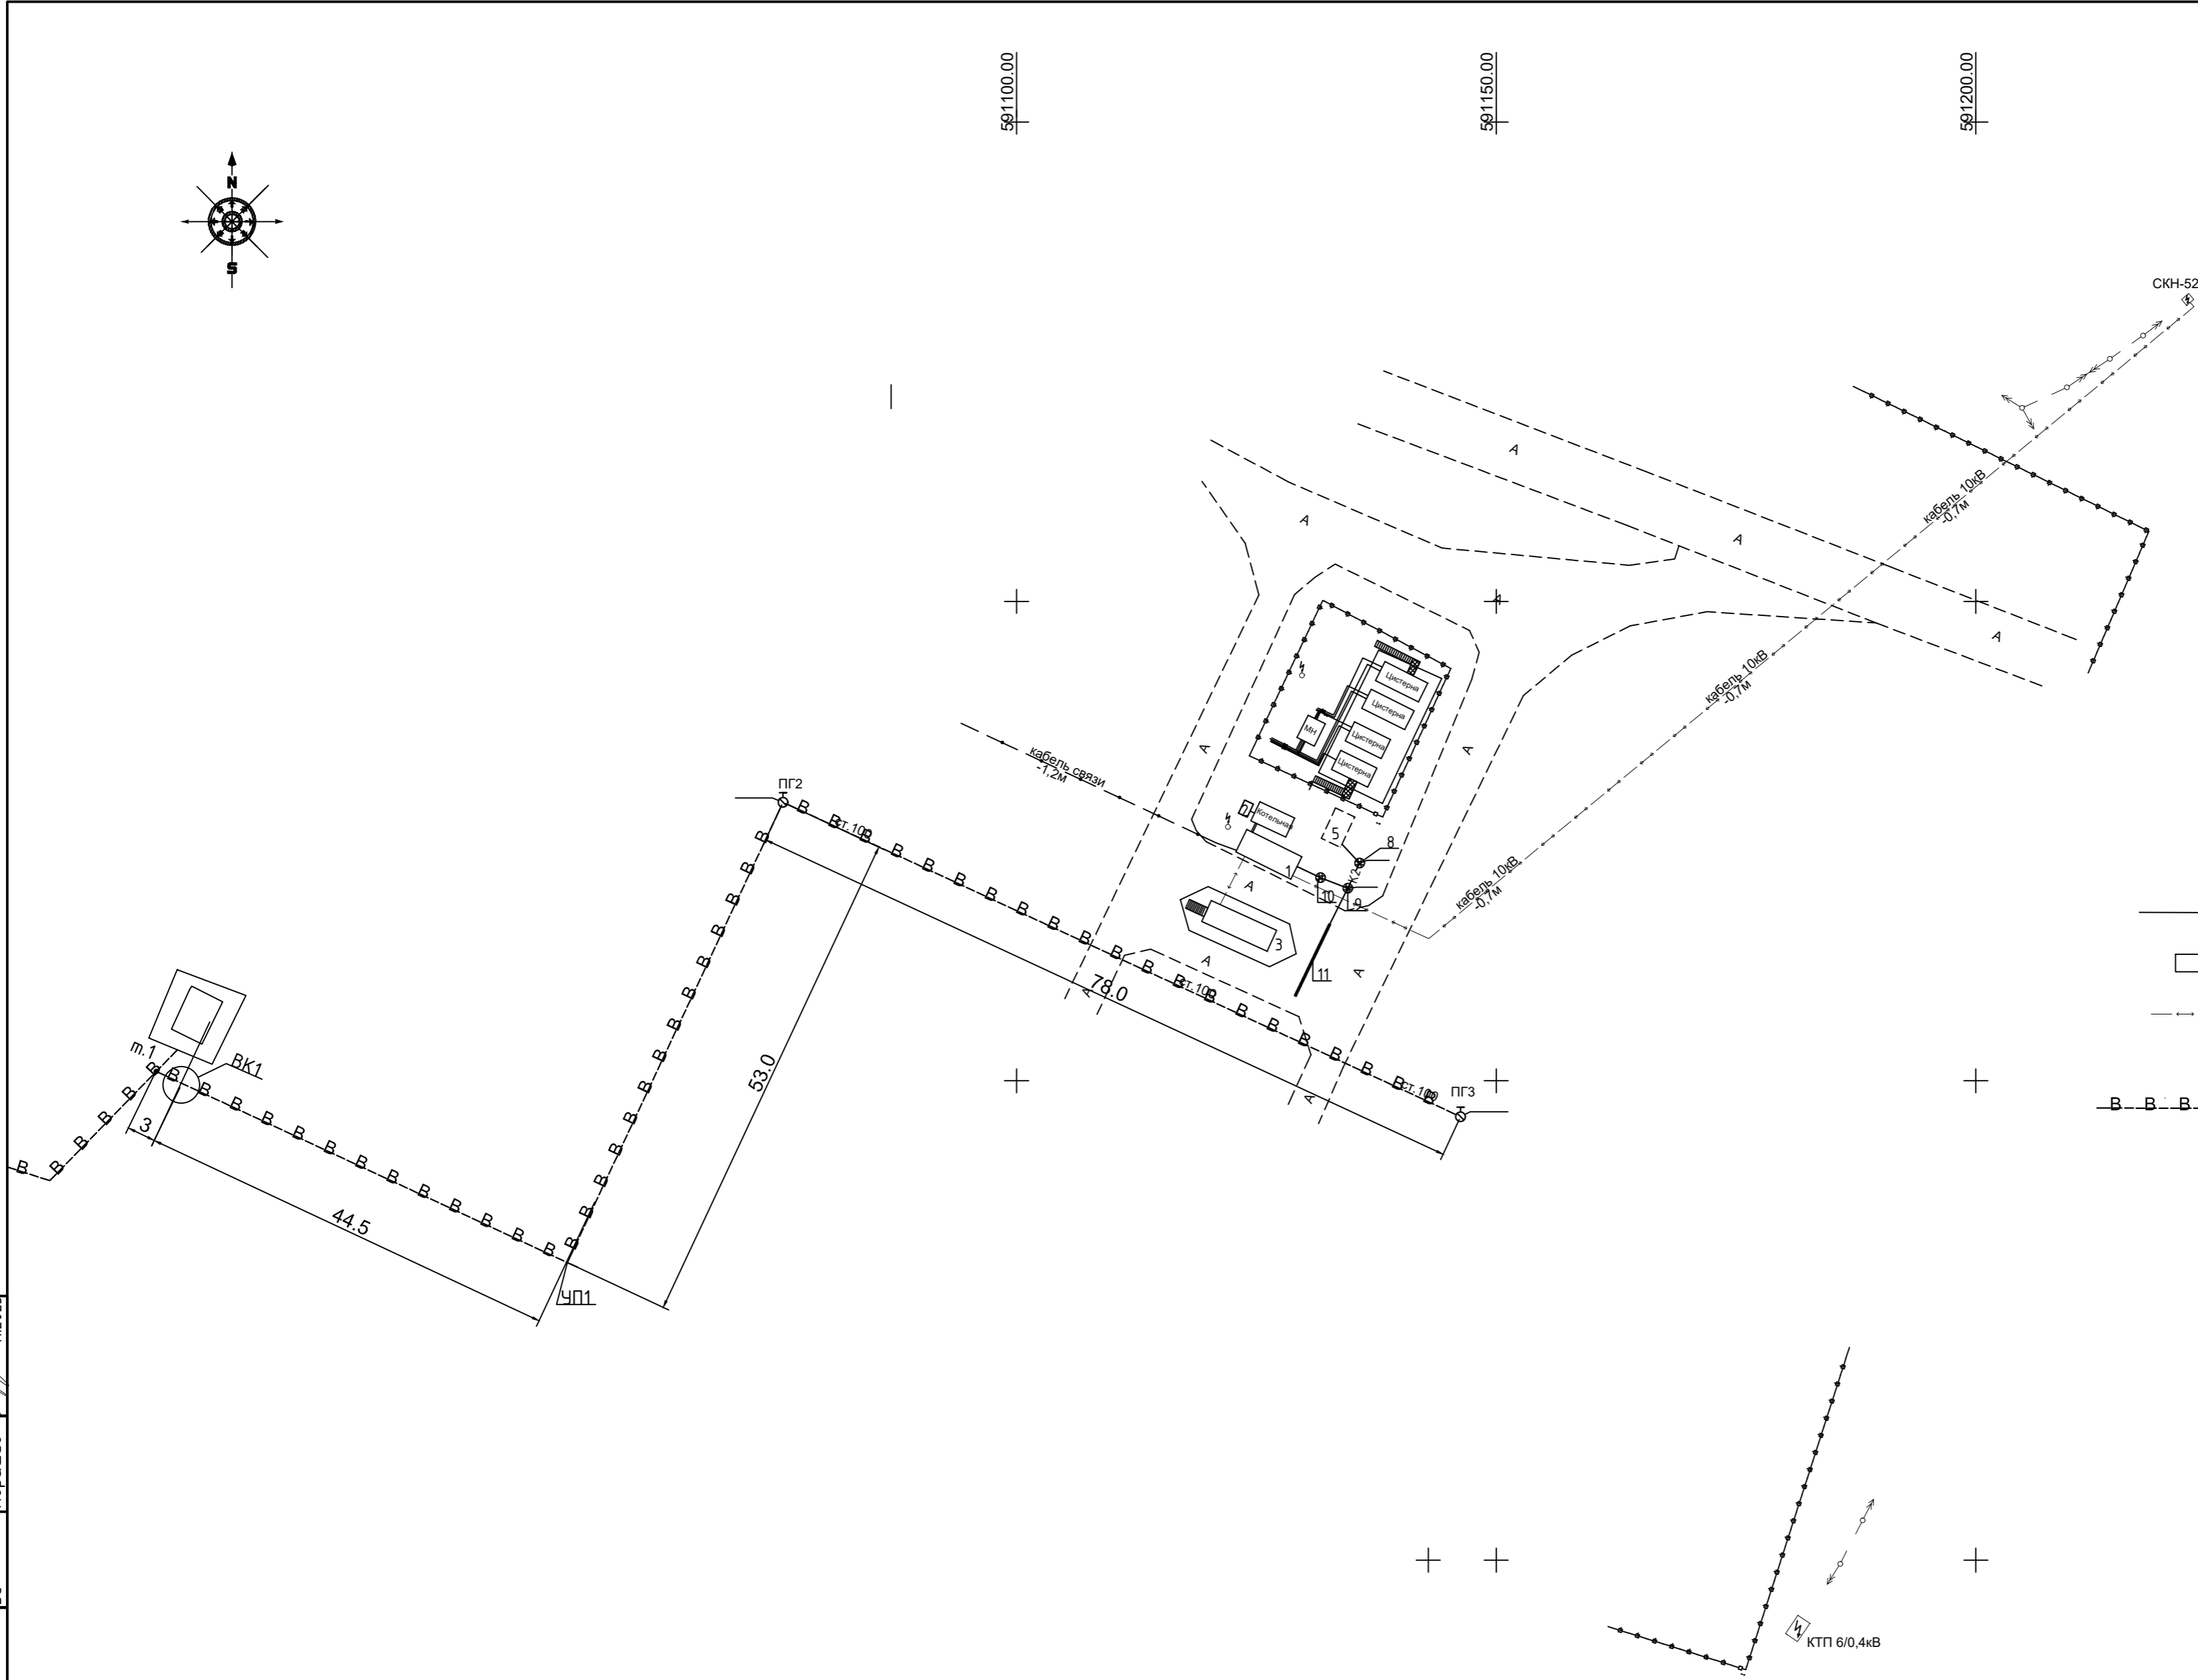 591100.00
591150.00
591200.00
N
S
СКН-52
А
А
А
А
А
кабель 10кВ
-0,7м
кабель 10кВ
-0,7м
кабель 10кВ
-0,7м
Цистерна
Цистерна
Цистерна
Цистерна
МН
А
А
кабель связи
-1,2м
ПГ2
ст.100
Котельная
5
8
1
К2
10
9
А
3
А
А
11
ст.100
78.0
А
53.0
т.1
ВК1
3
44.5
УП1
ст.100
ПГ3
А
В В В
КТП 6/0,4кВ